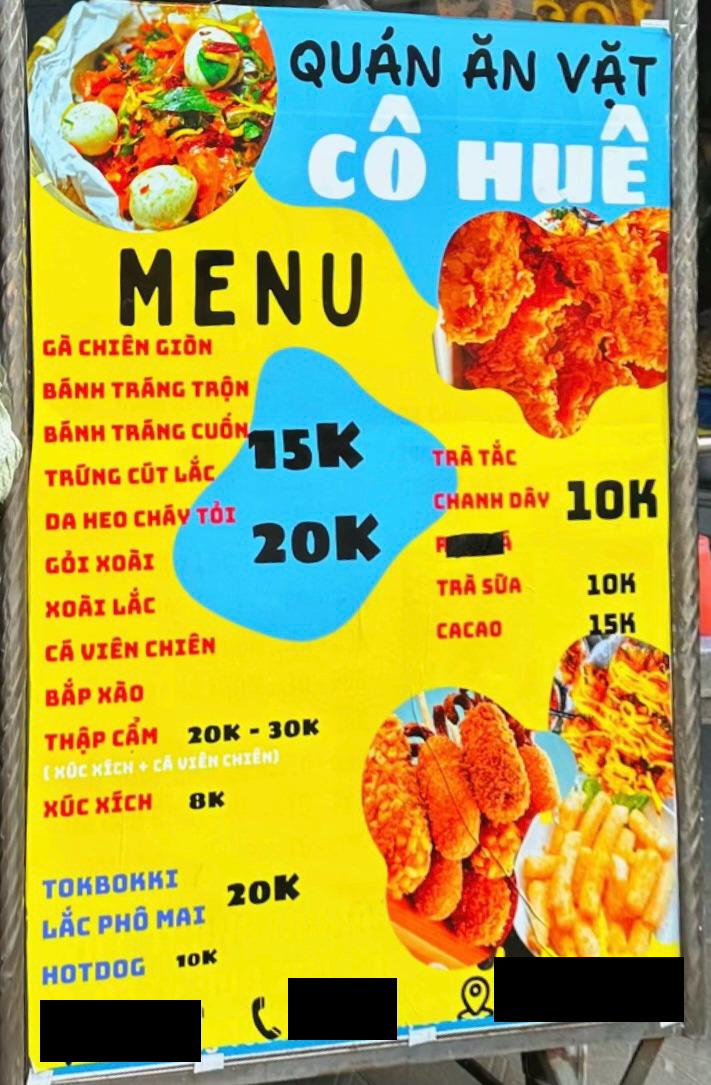 QUÁN ĂN VẶT
CÔ HUÊ
MENU
GÀ CHIÊN GIÒN
BÁNH TRÁNG TRỘN
BÁNH TRÁNG CUỐN
TRỨNG CÚT LẮC
DA HEO CHÁY TỎI
GỎI XOÀI
XOÀI LẮC
CÁ VIÊN CHIÊN
BẮP XÀO
15K
20K
THẬP CẨM 20K - 30K
( XÚC XÍCH + CÁ VIÊN CHIÊN)
XÚC XÍCH 8K
TOKBOKKI
LẮC PHÔ MAI
20K
HOTDOG 10K
TRÀ TẮC
CHANH DÂY
10K
TRÀ SỮA 10K
CACAO 15K